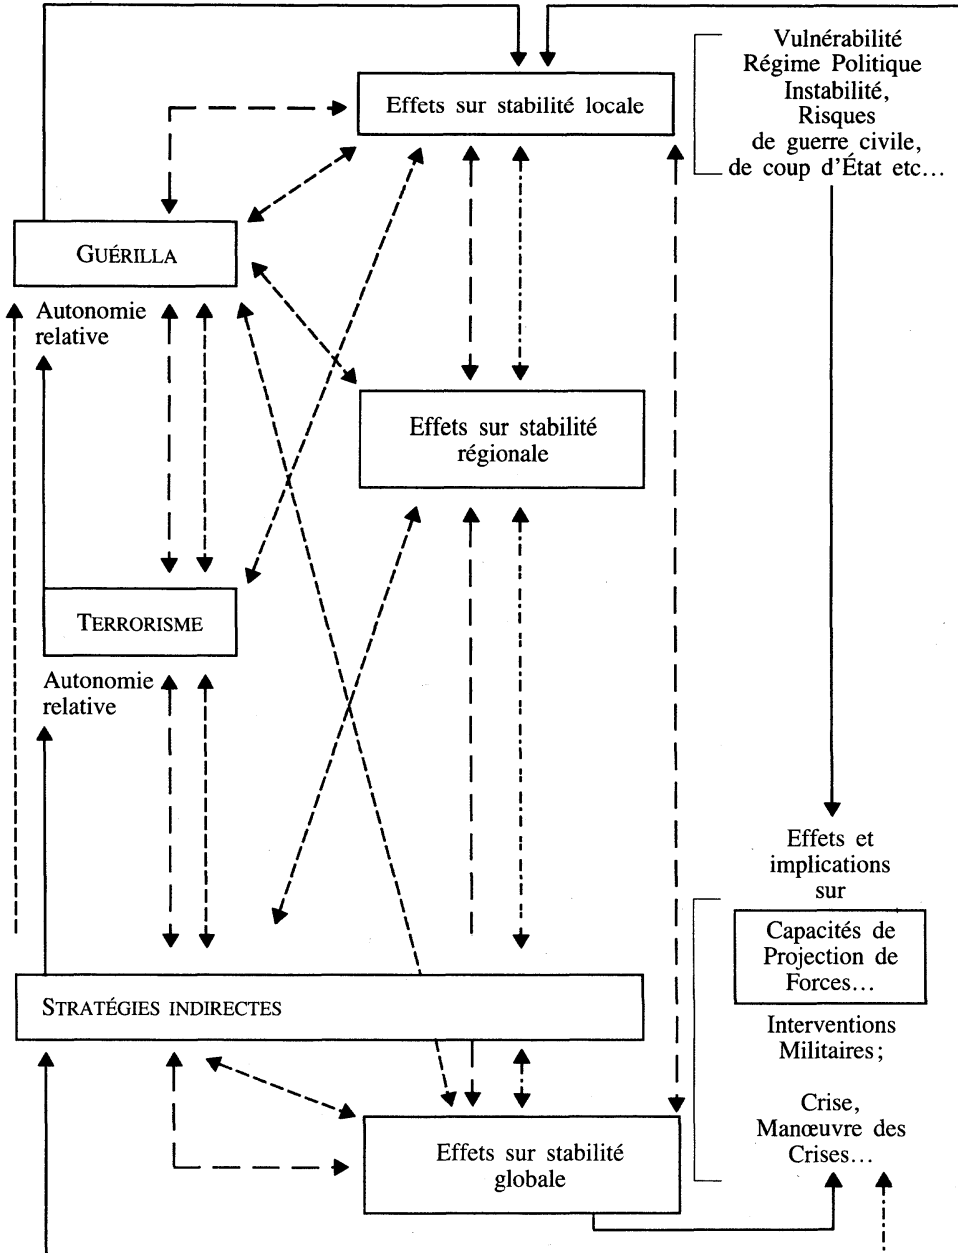 Vulnérabilité
Régime Politique
Instabilité,
Risques
de guerre civile,
de coup d'État etc...
Effets sur stabilité locale
GUÉRILLA
Autonomie
relative
Effets sur stabilité
régionale
TERRORISME
Autonomie
relative
Effets et
implications
sur
Capacités de
Projection de
Forces...
STRATÉGIES INDIRECTES
Interventions
Militaires;
Crise,
Manœuvre des
Crises...
Effets sur stabilité
globale